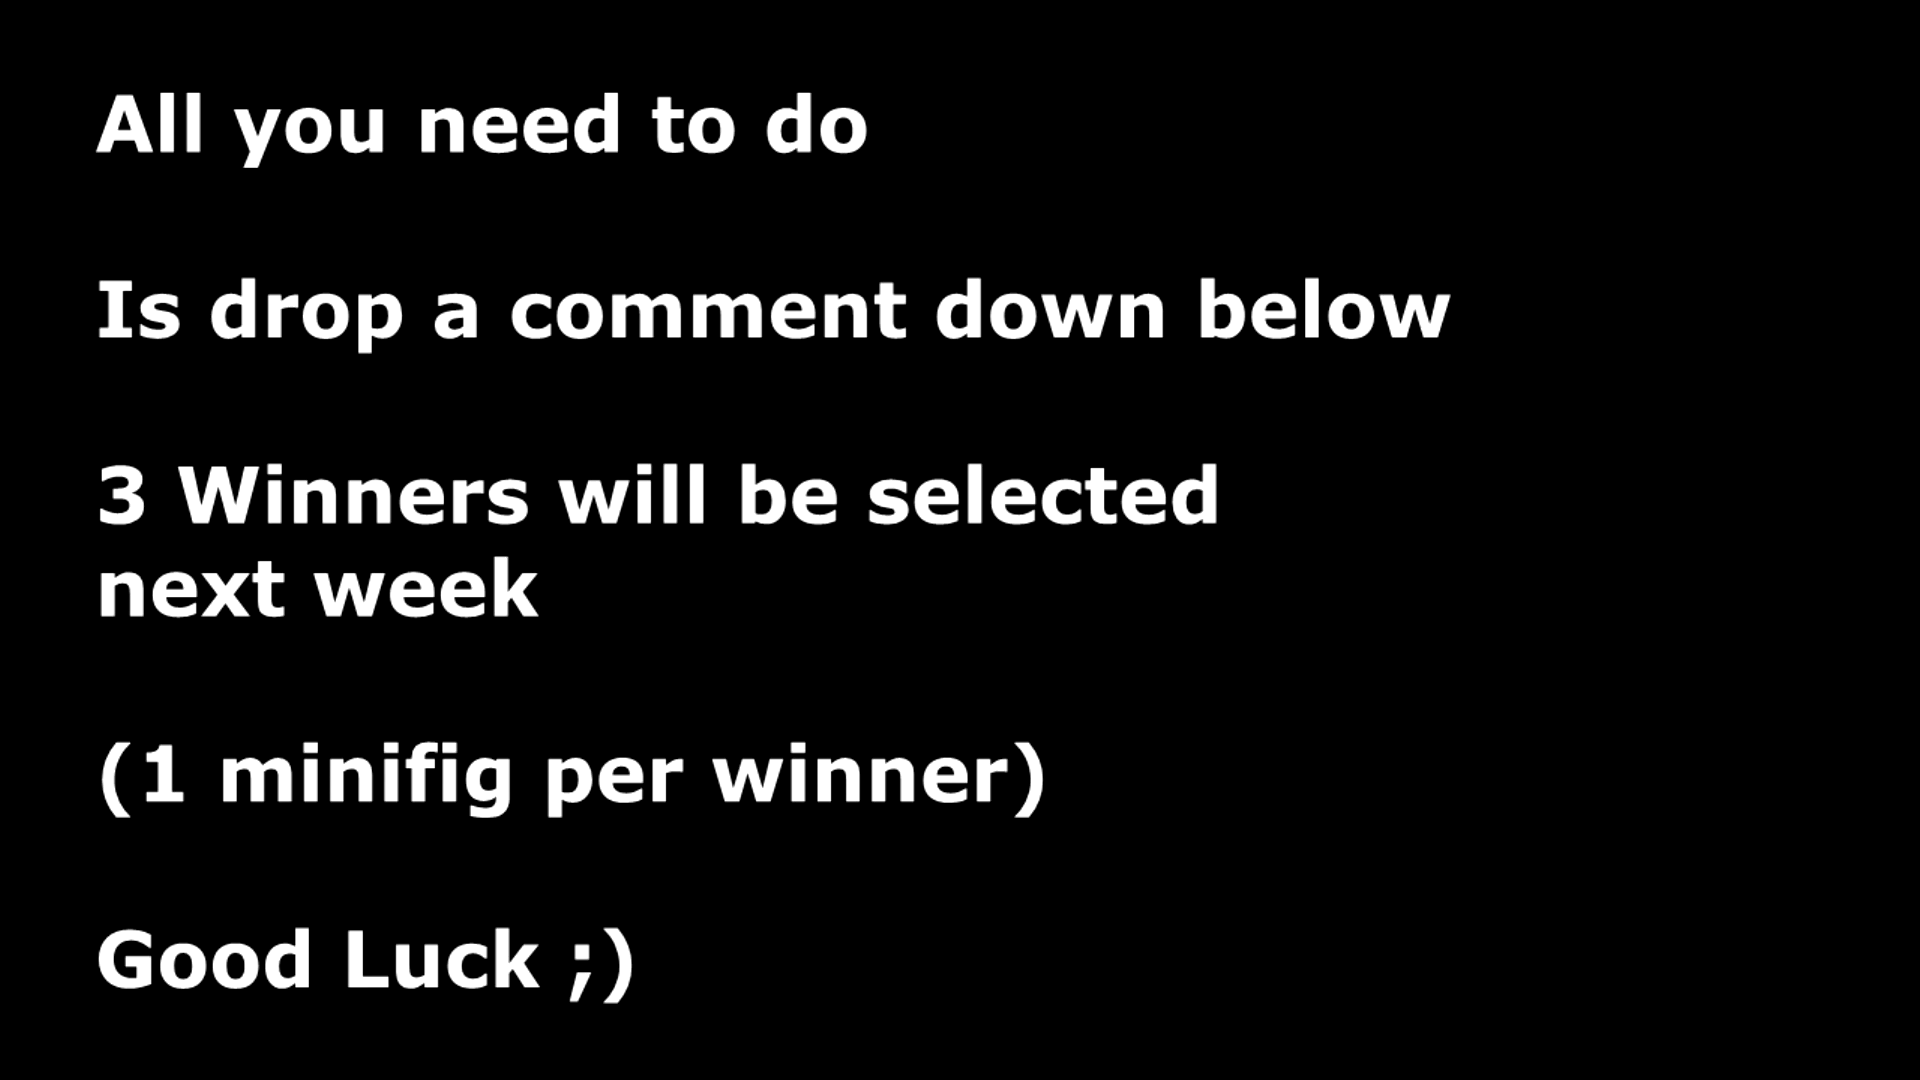 All you need to do
Is drop a comment down below
3 Winners will be selected
next week
(1 minifig per winner)
Good Luck ;)